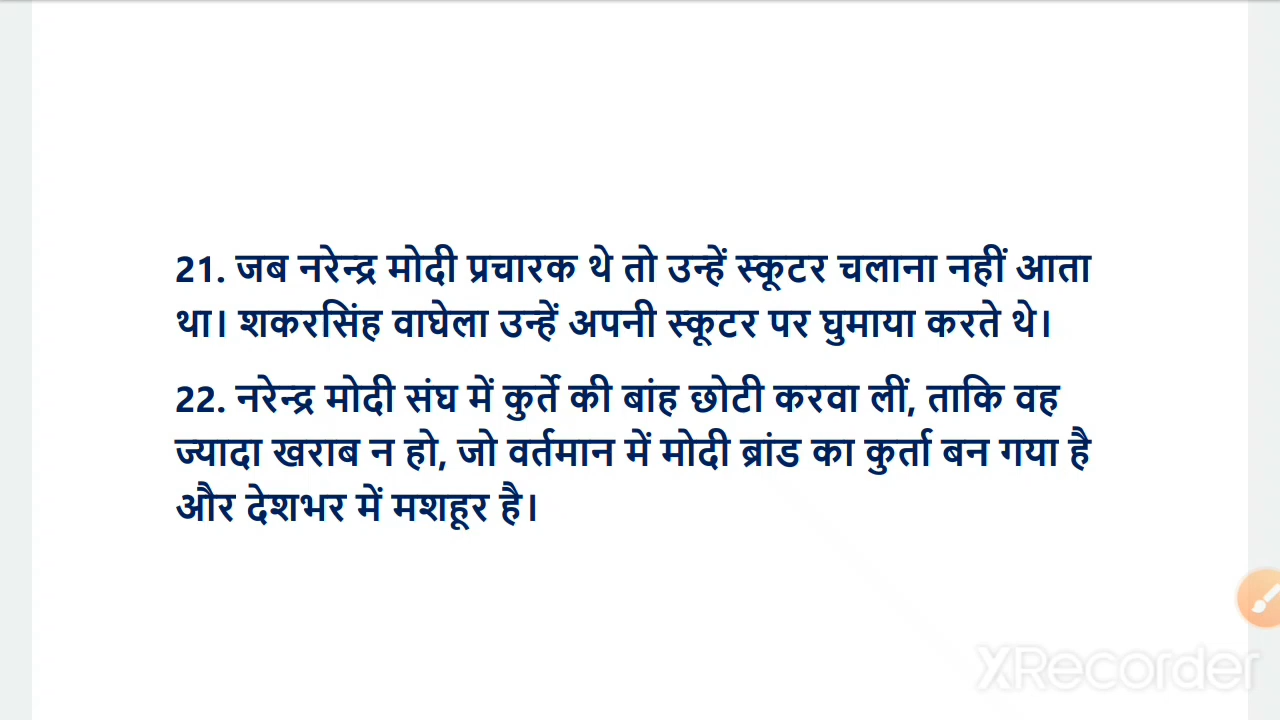 21. जब नरेन्द्र मोदी प्रचारक थे तो उन्हें स्कूटर चलाना नहीं आता
था। शकरसिंह वाघेला उन्हें अपनी स्कूटर पर घुमाया करते थे।
22. नरेन्द्र मोदी संघ में कुर्ते की बांह छोटी करवा लीं, ताकि वह
ज्यादा खराब न हो, जो वर्तमान में मोदी ब्रांड का कुर्ता बन गया है
और देशभर में मशहूर है।
XRecorder